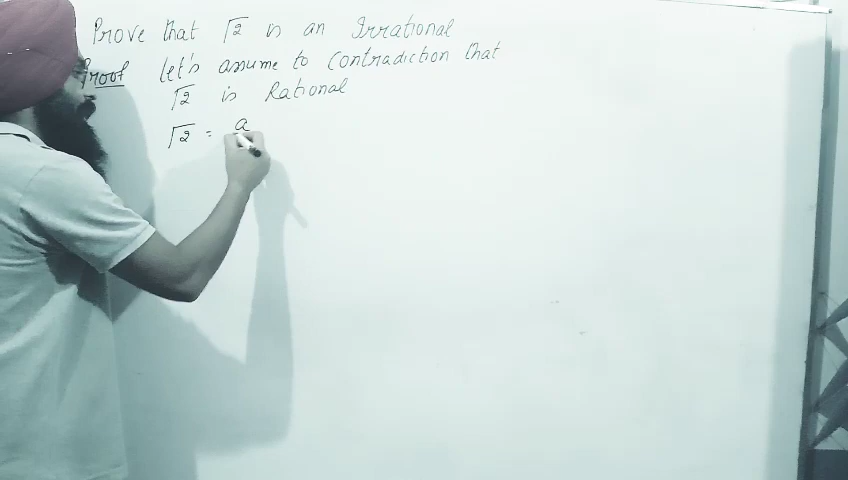 Prove that √2 is an Irrational
Proof let's assume to contradiction that
√2 is Rational
√2 = a